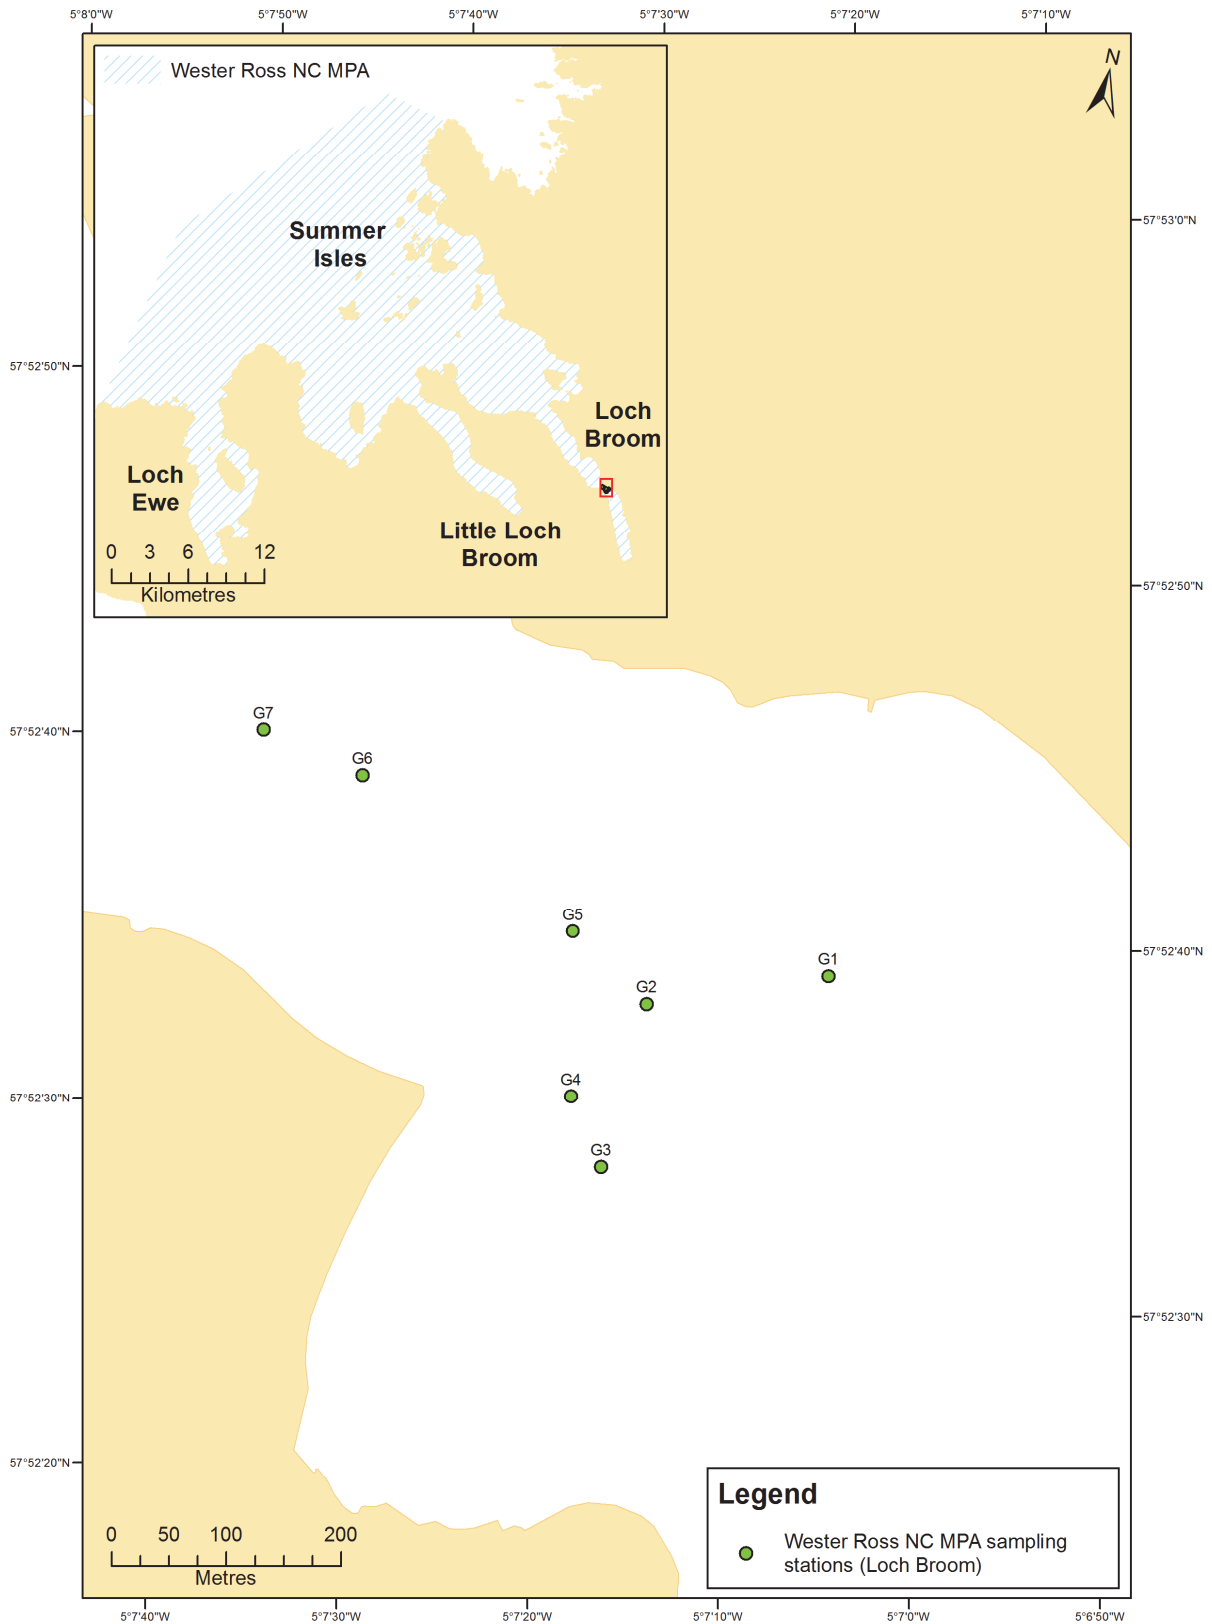 5°8'0"W
5°7'50"W
5°7'40"W
5°7'30"W
5°7'20"W
5°7'10"W
N
Wester Ross NC MPA
Summer
Isles
Loch
Broom
Loch
Ewe
Little Loch
Broom
0 3 6 12
Kilometres
57°53'0"N
57°52'50"N
57°52'50"N
57°52'40"N
57°52'40"N
57°52'30"N
57°52'30"N
57°52'20"N
G7
G6
G5
G1
G2
G4
G3
Legend
Wester Ross NC MPA sampling
stations (Loch Broom)
0 50 100 200
Metres
5°7'40"W
5°7'30"W
5°7'20"W
5°7'10"W
5°7'0"W
5°6'50"W